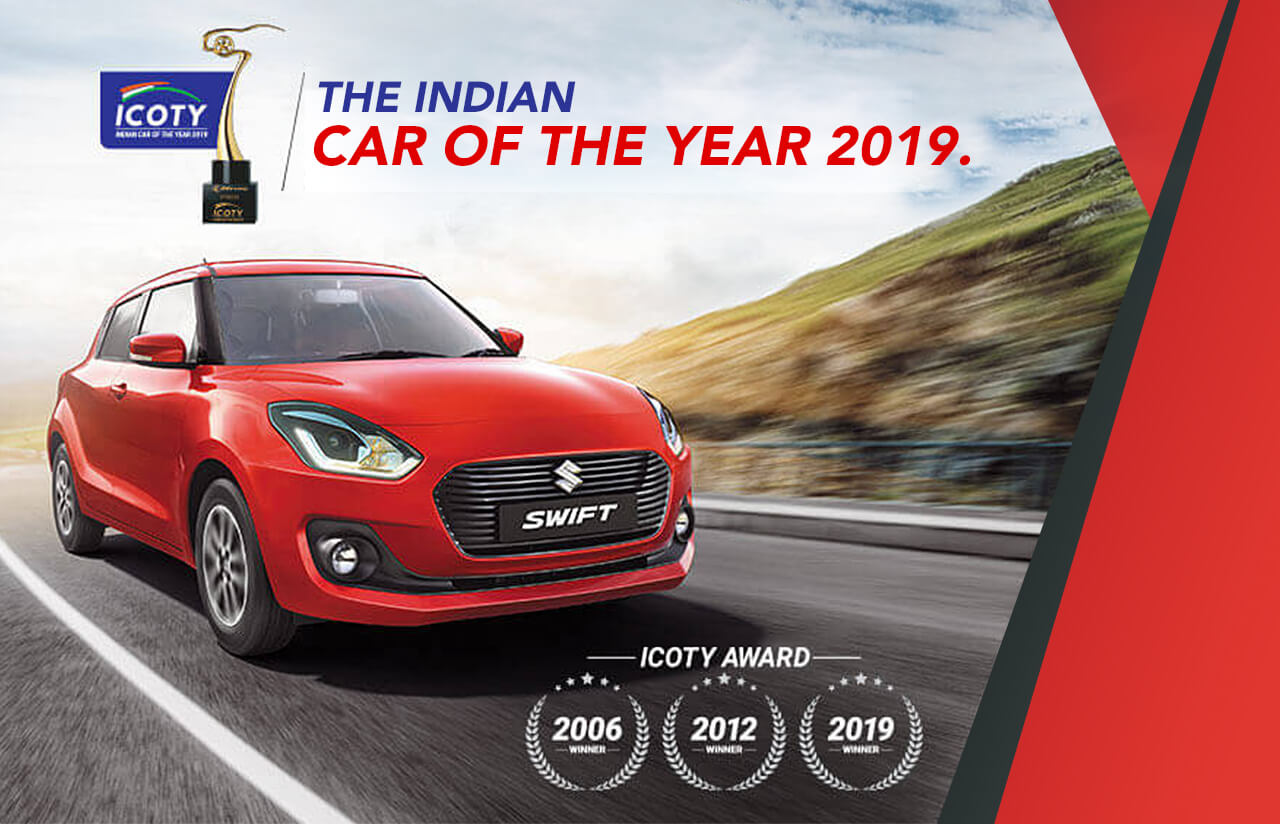 ICOTY
INDIAN CAR OF THE YEAR 2019
THE INDIAN
CAR OF THE YEAR 2019.
ICOTY
SWIFT
ICOTY AWARD
2006
WINNER
2012
WINNER
2019
WINNER